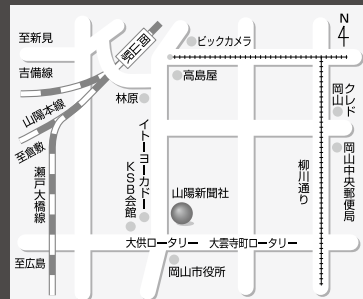 至新見
吉備線
山陽本線
至倉敷
瀬戸大橋線
至広島
岡山駅
ビックカメラ
高島屋
林原
イトーヨーカドー
KSB会館
山陽新聞社
大供ロータリー
大雲寺町ロータリー
岡山市役所
柳川通り
クレド
岡山
岡山中央郵便局
N
4